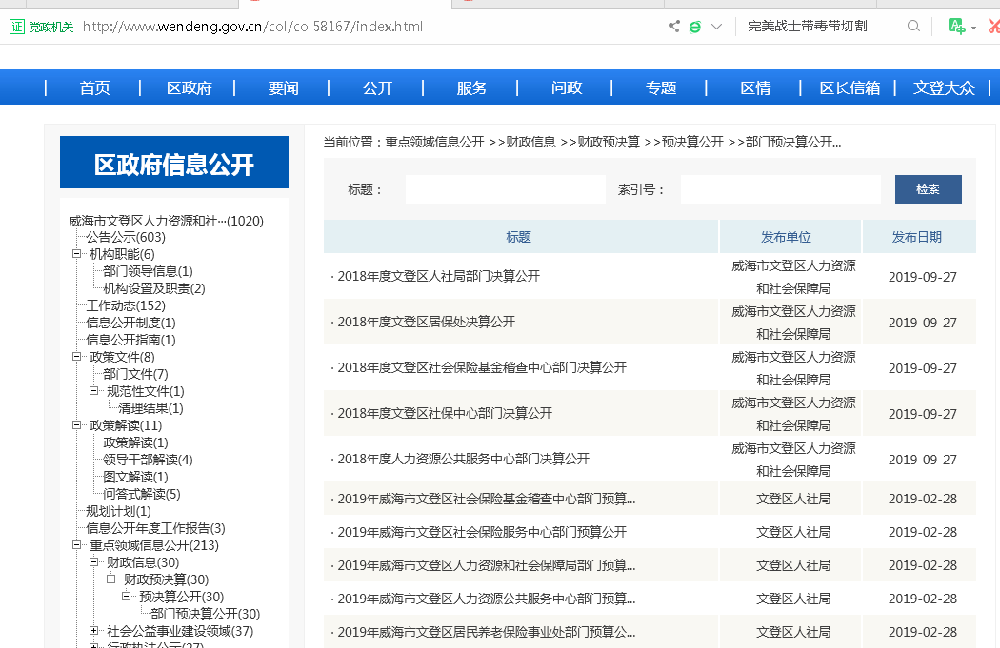 证 党政机关 http://www.wendeng.gov.cn/col/col58167/index.html 完美战士带毒带切割
首页 区政府 要闻 公开 服务 问政 专题 区情 区长信箱 文登大众
区政府信息公开
威海市文登区人力资源和社···(1020)
公告公示(603)
机构职能(6)
部门领导信息(1)
机构设置及职责(2)
工作动态(152)
信息公开制度(1)
信息公开指南(1)
政策文件(8)
部门文件(7)
规范性文件(1)
清理结果(1)
政策解读(11)
政策解读(1)
领导干部解读(4)
图文解读(1)
问答式解读(5)
规划计划(1)
信息公开年度工作报告(3)
重点领域信息公开(213)
财政信息(30)
财政预决算(30)
预决算公开(30)
部门预决算公开(30)
社会公益事业建设领域(37)
行政执法公示(27)
当前位置：重点领域信息公开 >>财政信息 >>财政预决算 >>预决算公开 >>部门预决算公开...
标题： 索引号： 检索
标题 发布单位 发布日期
· 2018年度文登区人社局部门决算公开 威海市文登区人力资源 2019-09-27
和社会保障局
· 2018年度文登区居保处决算公开 威海市文登区人力资源 2019-09-27
和社会保障局
· 2018年度文登区社会保险基金稽查中心部门决算公开 威海市文登区人力资源 2019-09-27
和社会保障局
· 2018年度文登区社保中心部门决算公开 威海市文登区人力资源 2019-09-27
和社会保障局
· 2018年度人力资源公共服务中心部门决算公开 威海市文登区人力资源 2019-09-27
和社会保障局
· 2019年威海市文登区社会保险基金稽查中心部门预算... 文登区人社局 2019-02-28
· 2019年威海市文登区社会保险服务中心部门预算公开 文登区人社局 2019-02-28
· 2019年威海市文登区人力资源和社会保障局部门预... 文登区人社局 2019-02-28
· 2019年威海市文登区人力资源公共服务中心部门预... 文登区人社局 2019-02-28
· 2019年威海市文登区居民养老保险事业处部门预算公... 文登区人社局 2019-02-28